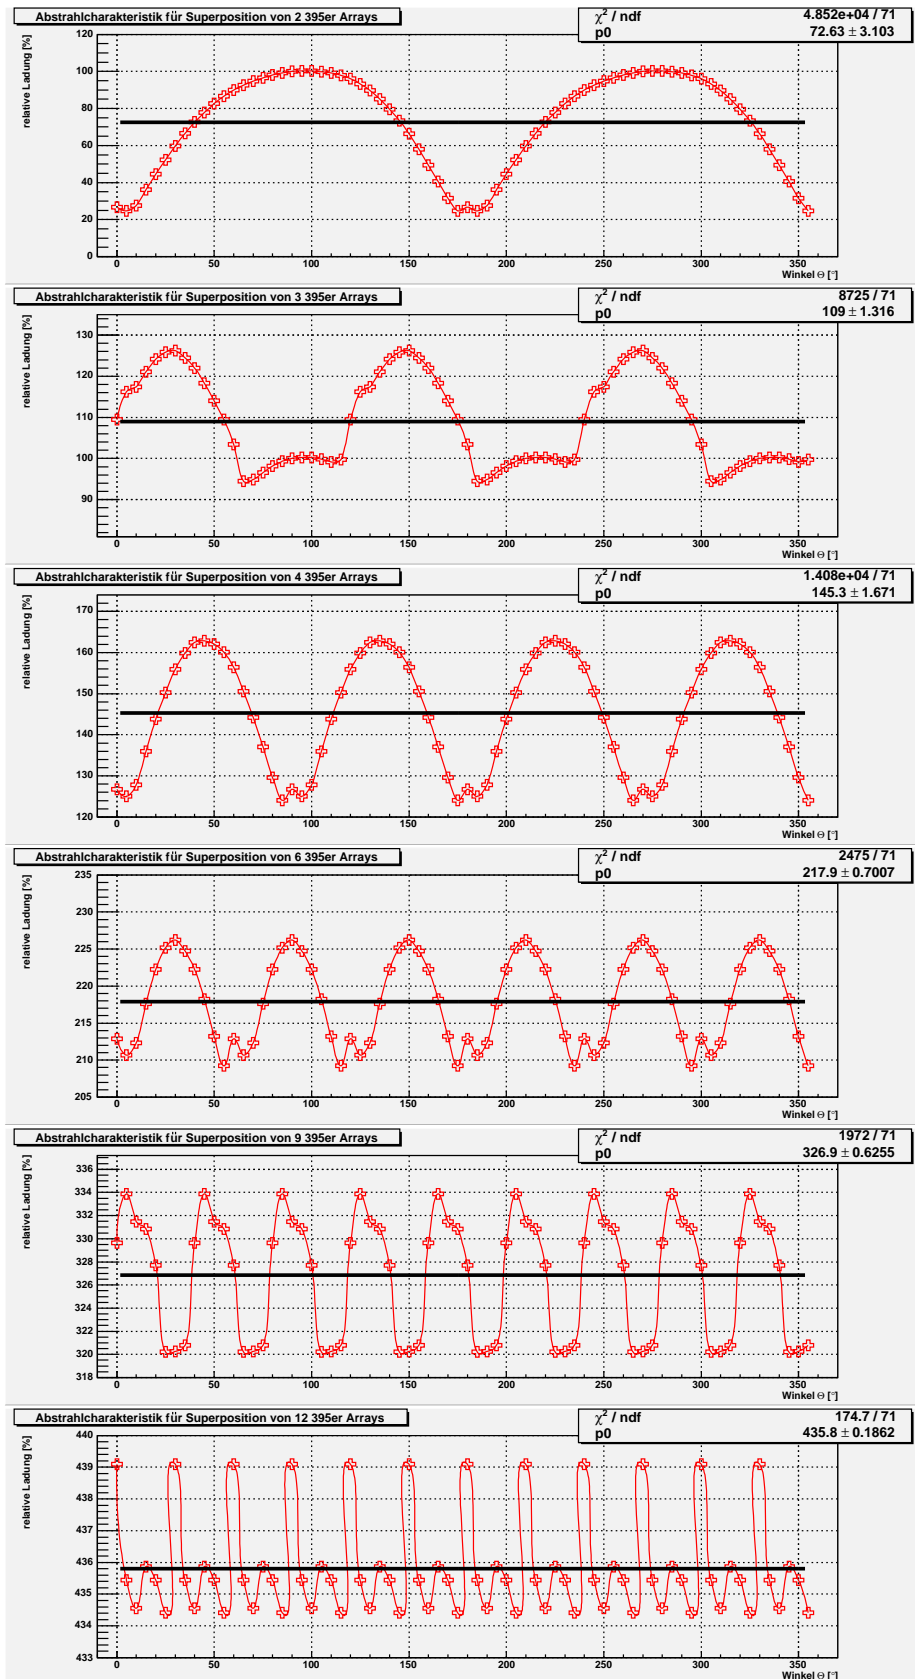 Abstrahlcharakteristik für Superposition von 2 395er Arrays
χ² / ndf 4.852e+04 / 71
p0 72.63 ± 3.103
relative Ladung [%]
120
100
80
60
40
20
0
0 50 100 150 200 250 300 350
Winkel Θ [°]
Abstrahlcharakteristik für Superposition von 3 395er Arrays
χ² / ndf 8725 / 71
p0 109 ± 1.316
relative Ladung [%]
130
120
110
100
90
0 50 100 150 200 250 300 350
Winkel Θ [°]
Abstrahlcharakteristik für Superposition von 4 395er Arrays
χ² / ndf 1.408e+04 / 71
p0 145.3 ± 1.671
relative Ladung [%]
170
160
150
140
130
120
0 50 100 150 200 250 300 350
Winkel Θ [°]
Abstrahlcharakteristik für Superposition von 6 395er Arrays
χ² / ndf 2475 / 71
p0 217.9 ± 0.7007
relative Ladung [%]
235
230
225
220
215
210
205
0 50 100 150 200 250 300 350
Winkel Θ [°]
Abstrahlcharakteristik für Superposition von 9 395er Arrays
χ² / ndf 1972 / 71
p0 326.9 ± 0.6255
relative Ladung [%]
336
334
332
330
328
326
324
322
320
318
0 50 100 150 200 250 300 350
Winkel Θ [°]
Abstrahlcharakteristik für Superposition von 12 395er Arrays
χ² / ndf 174.7 / 71
p0 435.8 ± 0.1862
relative Ladung [%]
440
439
438
437
436
435
434
433
0 50 100 150 200 250 300 350
Winkel Θ [°]